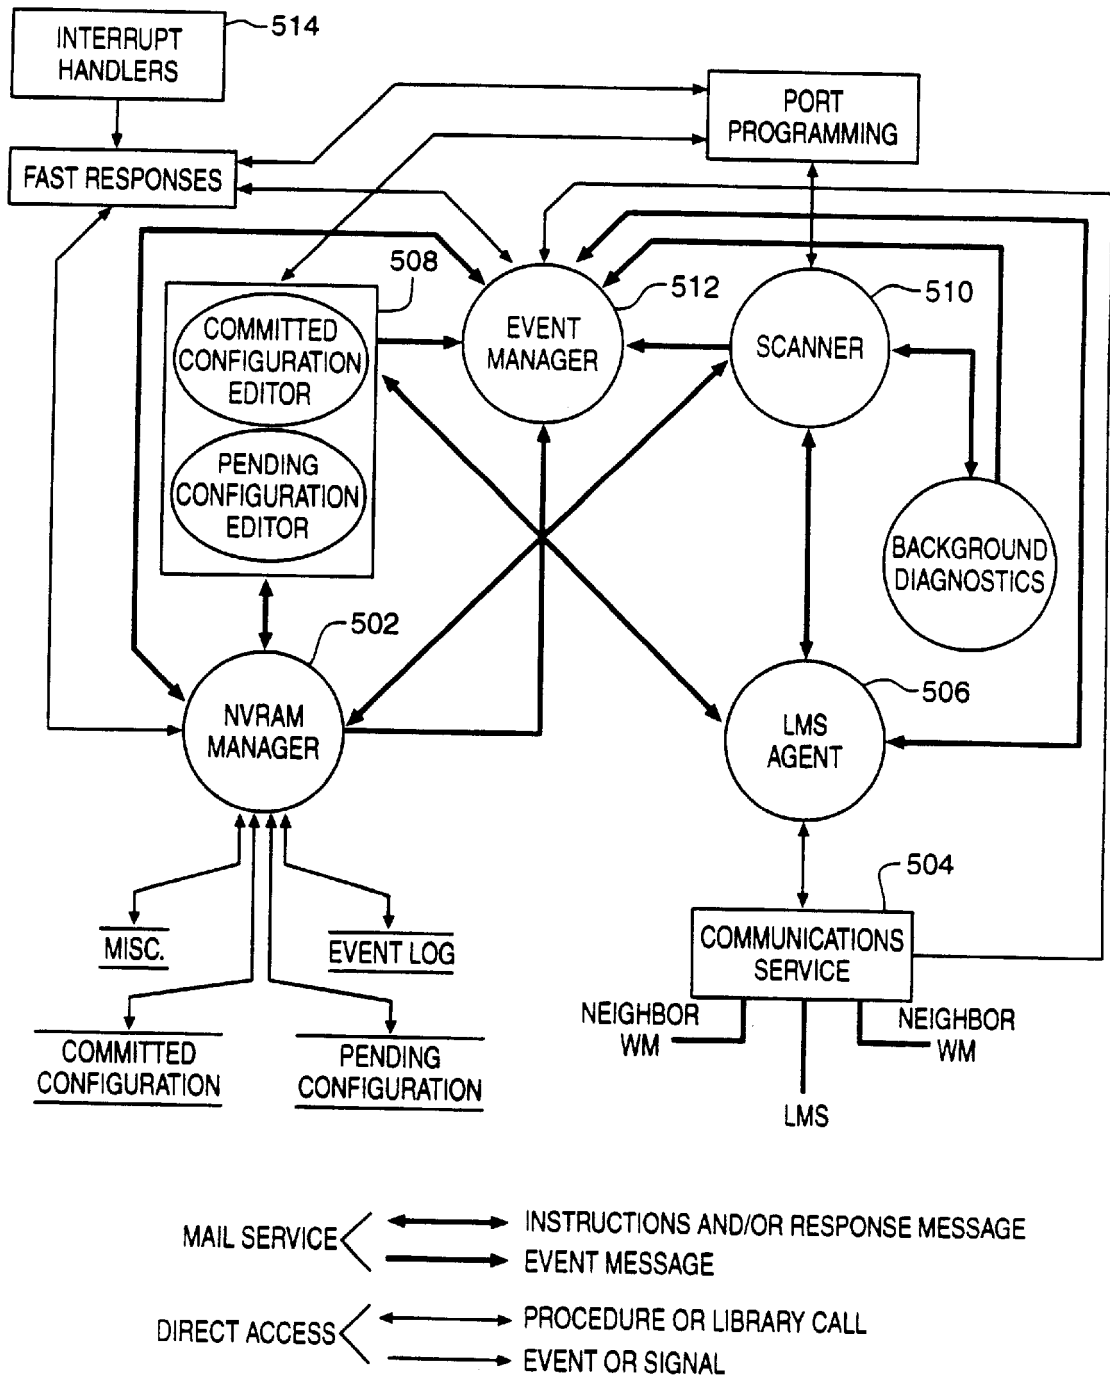 INTERRUPT
HANDLERS
514
FAST RESPONSES
PORT
PROGRAMMING
508
COMMITTED
CONFIGURATION
EDITOR
PENDING
CONFIGURATION
EDITOR
EVENT
MANAGER
512
SCANNER
510
BACKGROUND
DIAGNOSTICS
502
NVRAM
MANAGER
506
LMS
AGENT
MISC.
EVENT LOG
COMMITTED
CONFIGURATION
PENDING
CONFIGURATION
504
COMMUNICATIONS
SERVICE
NEIGHBOR
WM
NEIGHBOR
WM
LMS
MAIL SERVICE
INSTRUCTIONS AND/OR RESPONSE MESSAGE
EVENT MESSAGE
DIRECT ACCESS
PROCEDURE OR LIBRARY CALL
EVENT OR SIGNAL